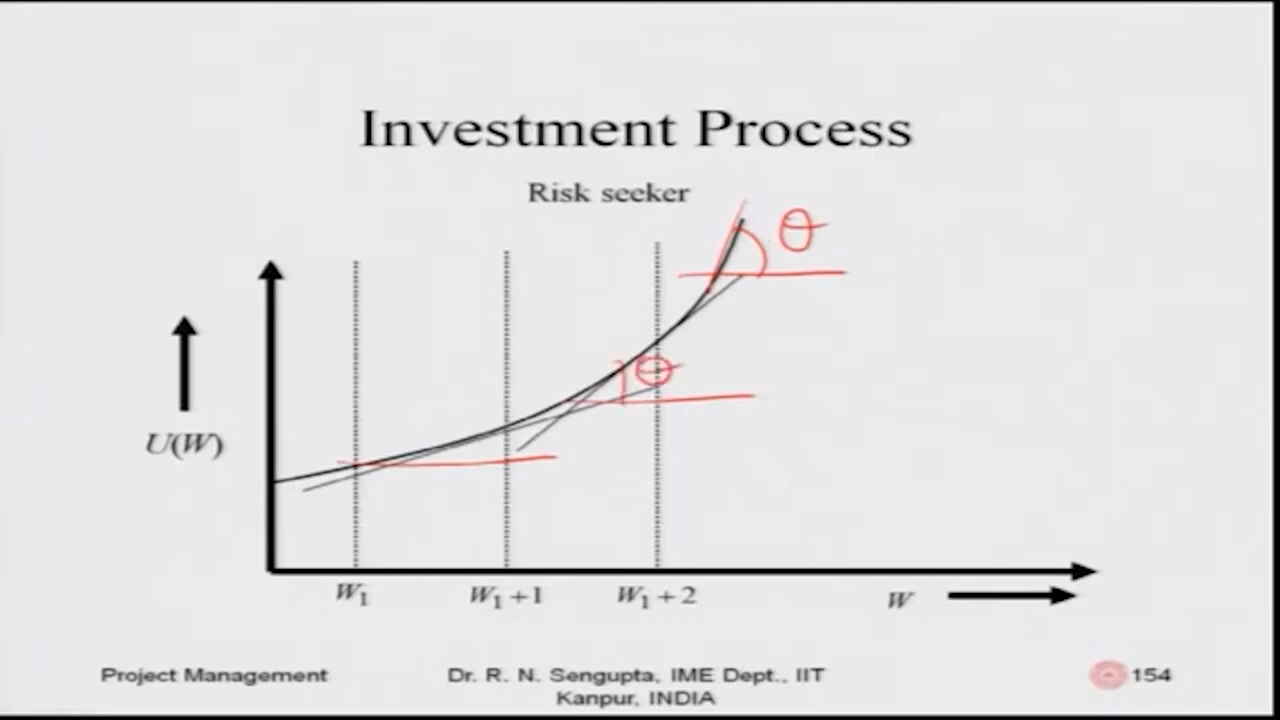 Investment Process
Risk seeker
θ
θ
U(W)
W₁
W₁ + 1
W₁ + 2
W
Project Management
Dr. R. N. Sengupta, IME Dept., IIT
Kanpur, INDIA
154